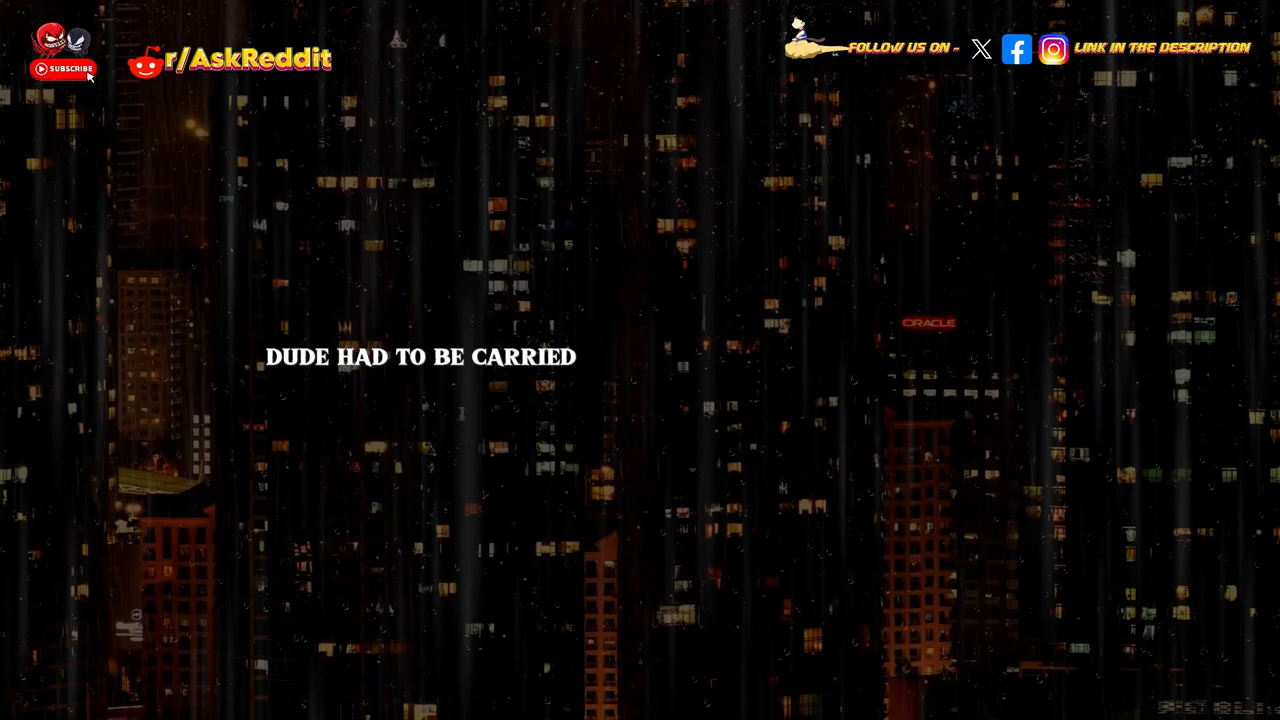 SUBSCRIBE
r/AskReddit
FOLLOW US ON -
LINK IN THE DESCRIPTION
ORACLE
DUDE HAD TO BE CARRIED